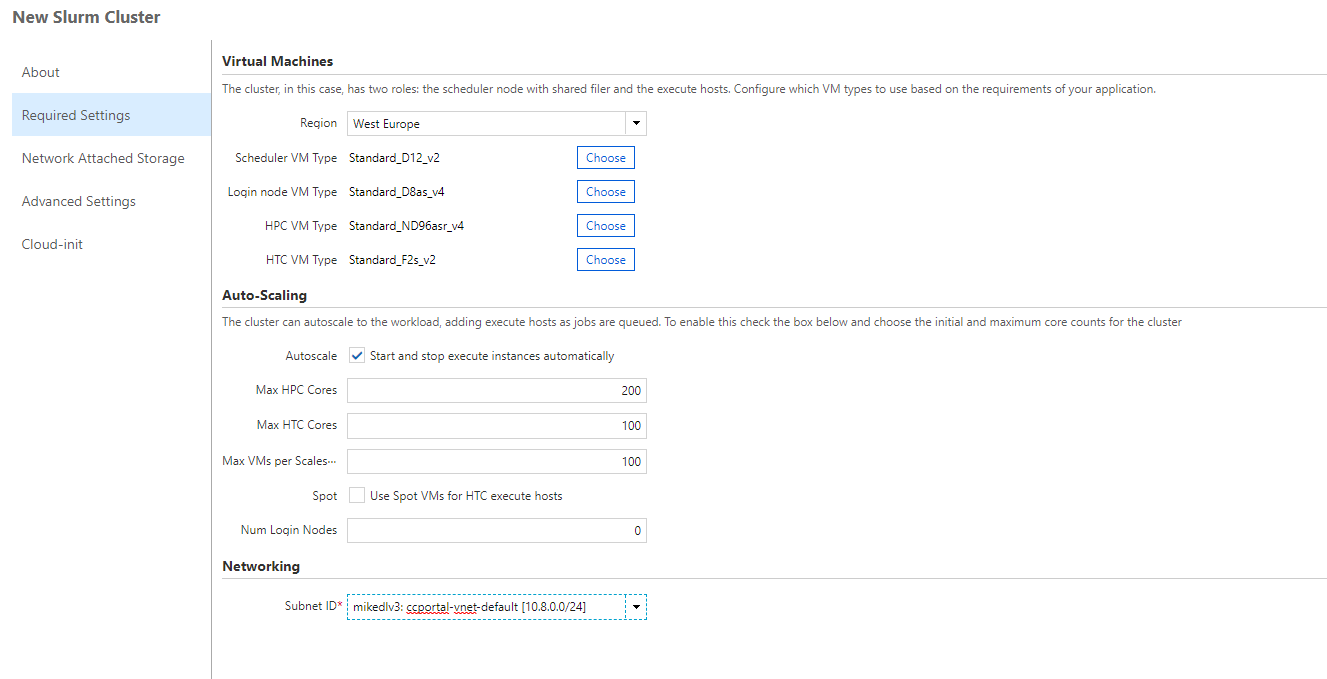 New Slurm Cluster
About
Required Settings
Network Attached Storage
Advanced Settings
Cloud-init
Virtual Machines
The cluster, in this case, has two roles: the scheduler node with shared filer and the execute hosts. Configure which VM types to use based on the requirements of your application.
Region West Europe
Scheduler VM Type Standard_D12_v2 Choose
Login node VM Type Standard_D8as_v4 Choose
HPC VM Type Standard_ND96asr_v4 Choose
HTC VM Type Standard_F2s_v2 Choose
Auto-Scaling
The cluster can autoscale to the workload, adding execute hosts as jobs are queued. To enable this check the box below and choose the initial and maximum core counts for the cluster
Autoscale Start and stop execute instances automatically
Max HPC Cores 200
Max HTC Cores 100
Max VMs per Scales··· 100
Spot Use Spot VMs for HTC execute hosts
Num Login Nodes 0
Networking
Subnet ID* mikedlv3: ccportal-vnet-default [10.8.0.0/24]